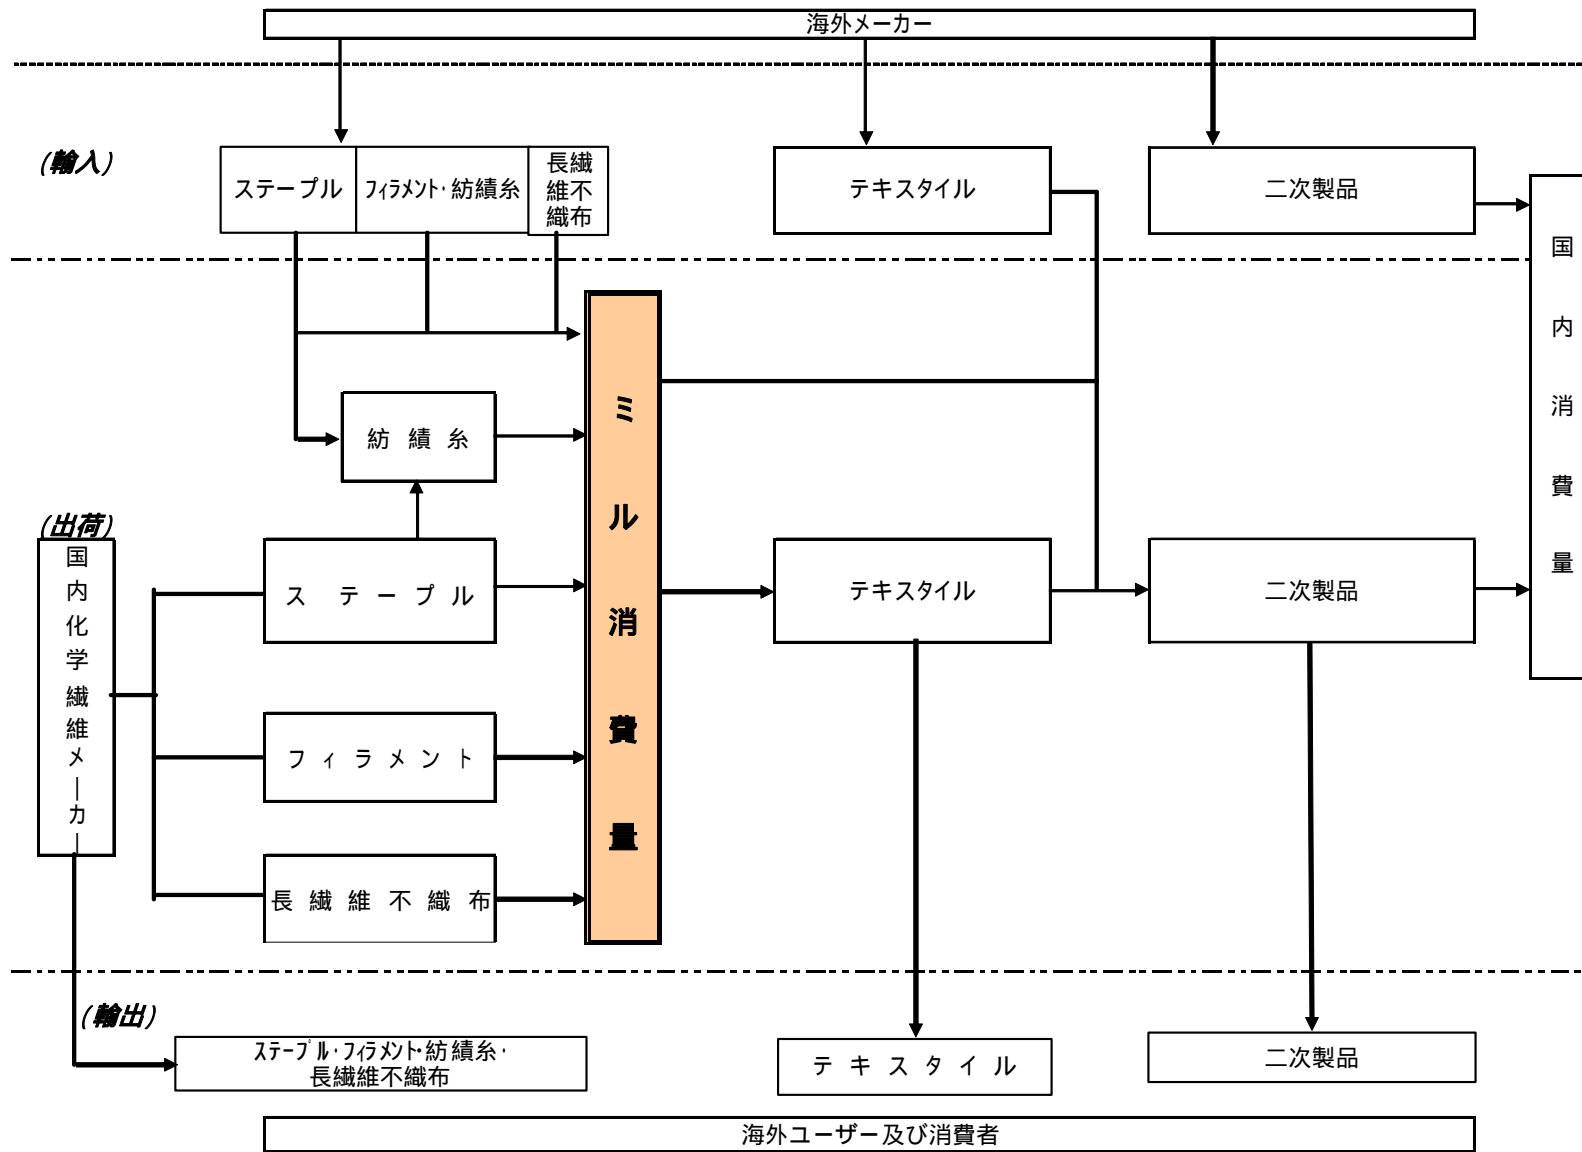 海外メーカー
(輸入)
ステープル
フィラメント・紡績糸
長繊
維不
織布
テキスタイル
二次製品
国内消費量
紡績糸
ミル消費量
(出荷)
国内化学繊維メーカー
ステープル
テキスタイル
二次製品
フィラメント
長繊維不織布
(輸出)
ステープル・フィラメント・紡績糸・
長繊維不織布
テキスタイル
二次製品
海外ユーザー及び消費者